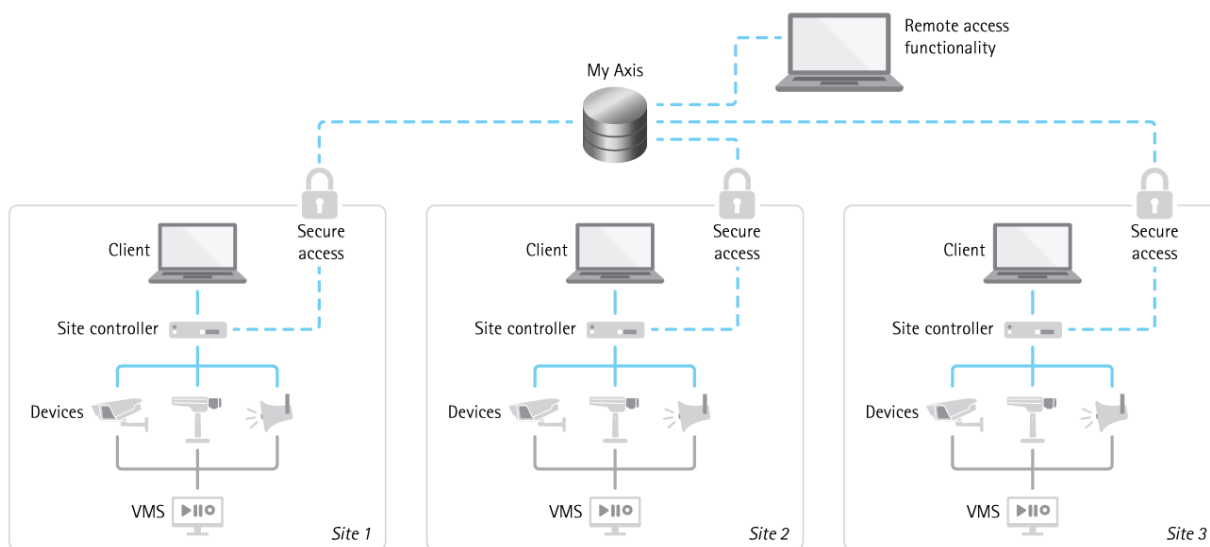 Remote access
functionality
My Axis
Client
Secure
access
Site controller
Devices
VMS
Site 1
Client
Secure
access
Site controller
Devices
VMS
Site 2
Client
Secure
access
Site controller
Devices
VMS
Site 3